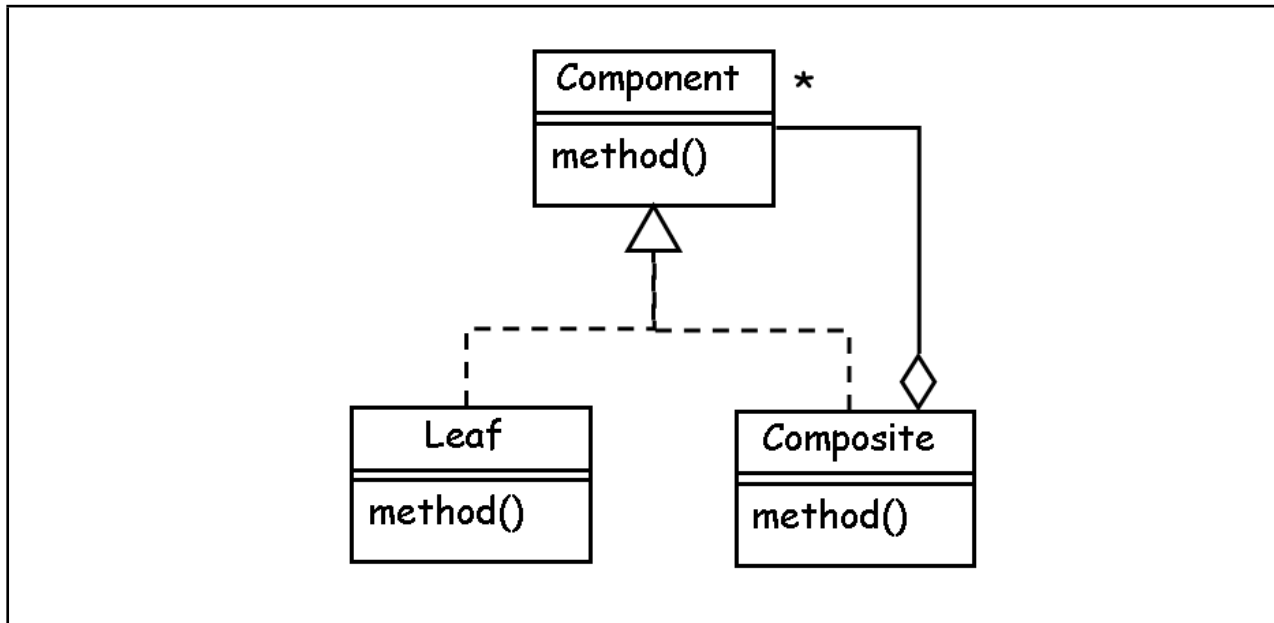 Component
*
method()
Leaf
method()
Composite
method()